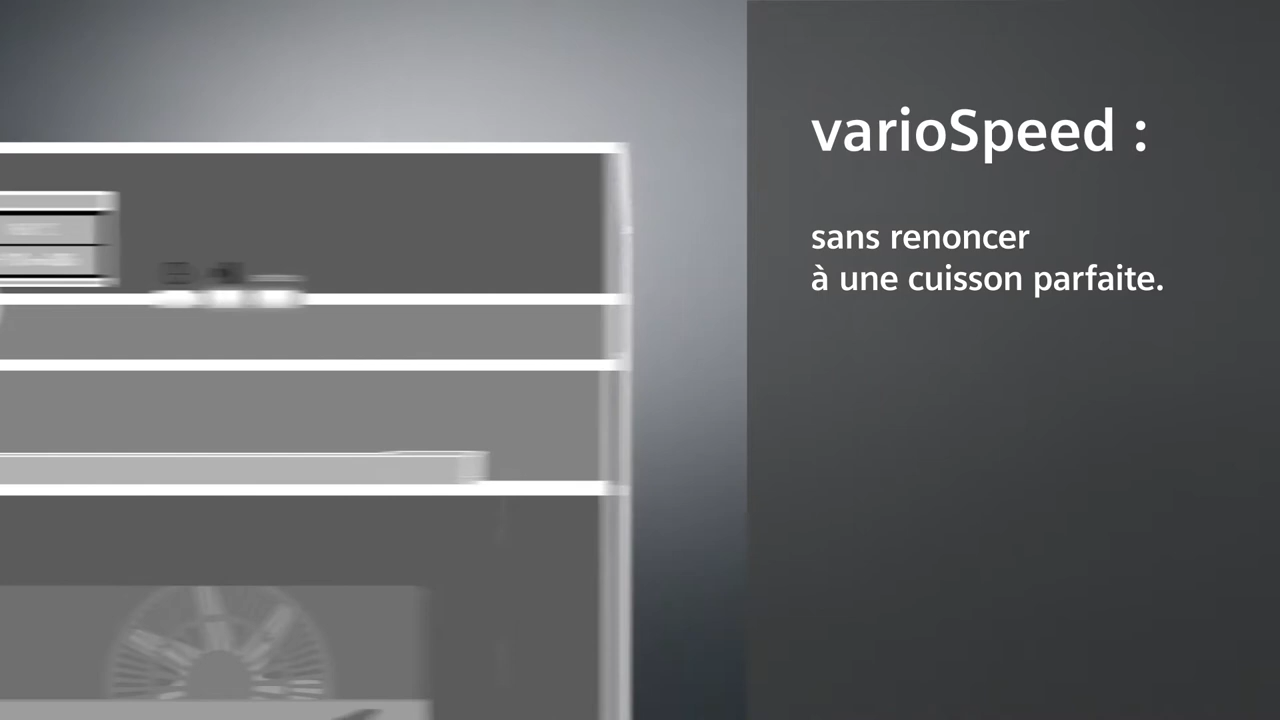 varioSpeed :
sans renoncer
à une cuisson parfaite.